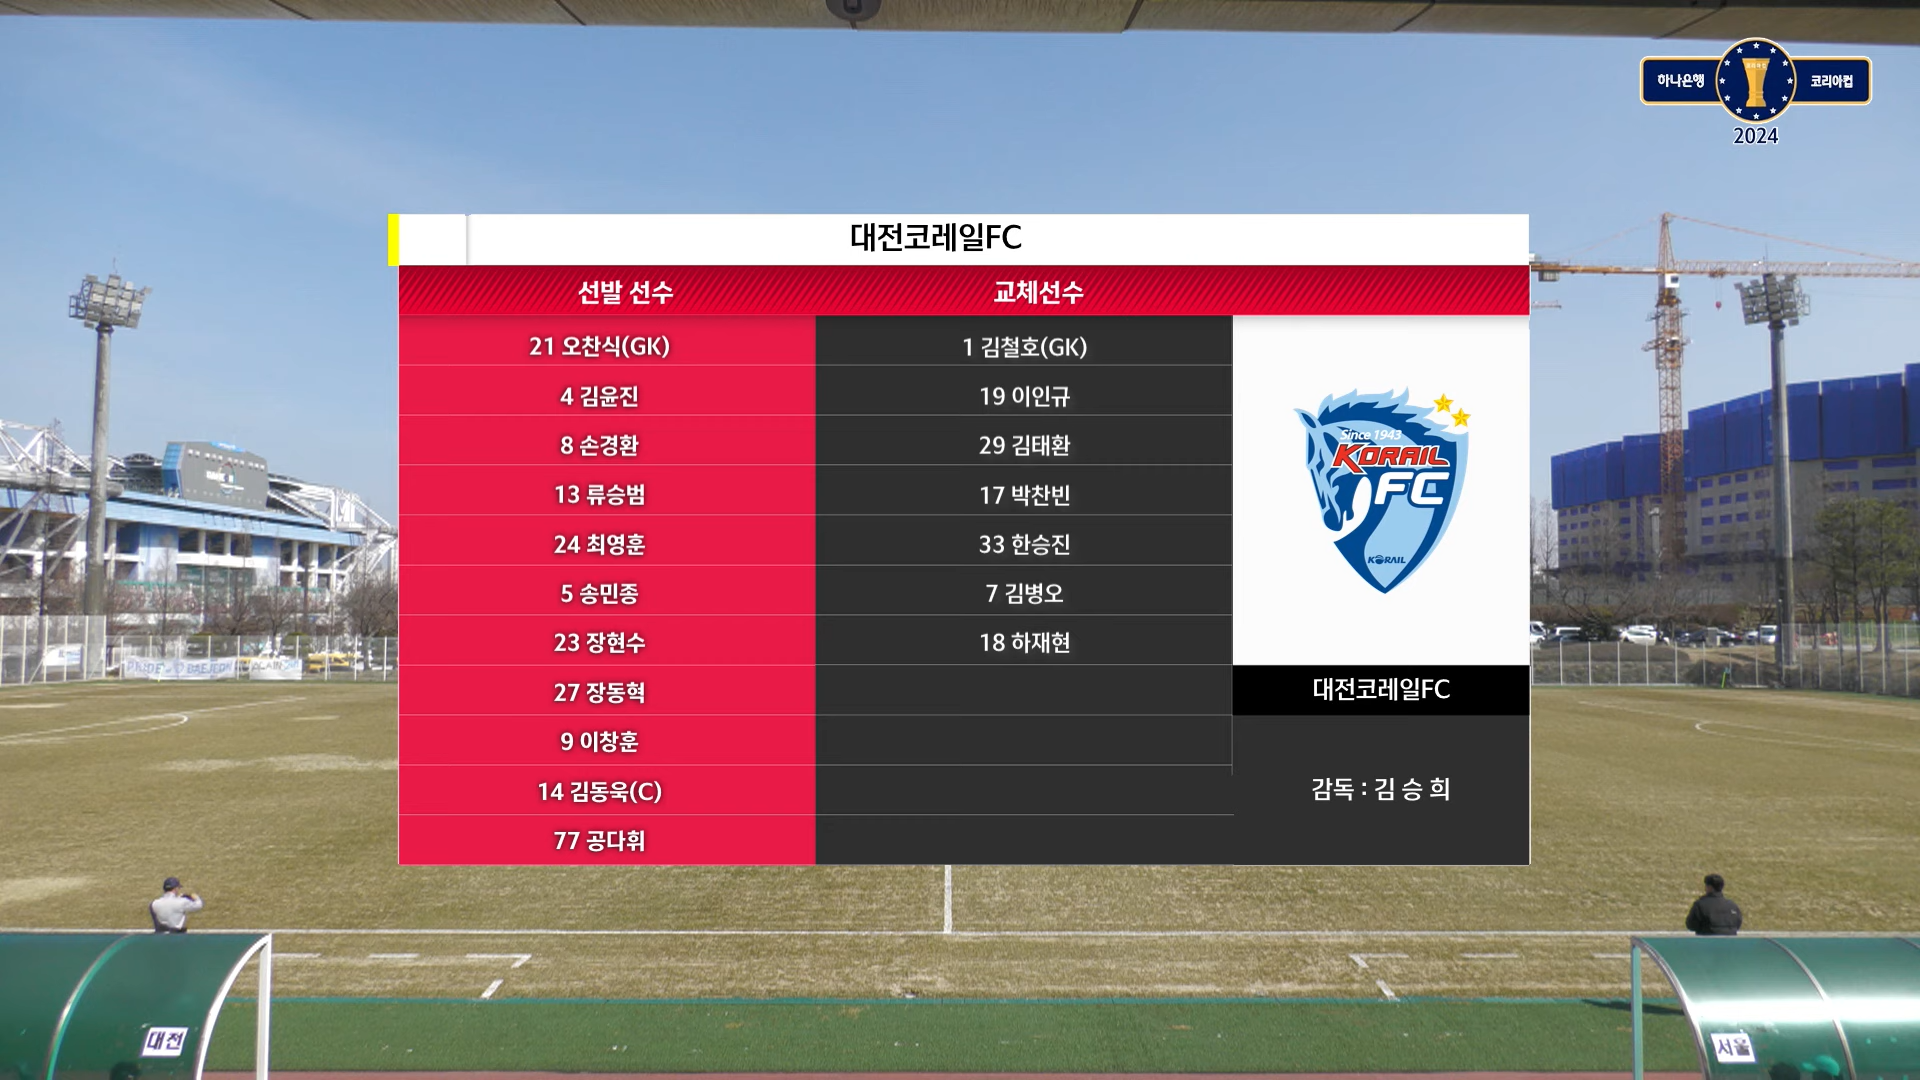 하나은행
코리아컵
2024
대전코레일FC
선발 선수
교체선수
21 오찬식(GK)
1 김철호(GK)
4 김윤진
19 이인규
8 손경환
29 김태환
13 류승범
17 박찬빈
24 최영훈
33 한승진
5 송민종
7 김병오
23 장현수
18 하재현
27 장동혁
9 이창훈
14 김동욱(C)
77 공다휘
Since 1943
KORAIL
FC
KORAIL
대전코레일FC
감독 : 김 승 희
대전
서울